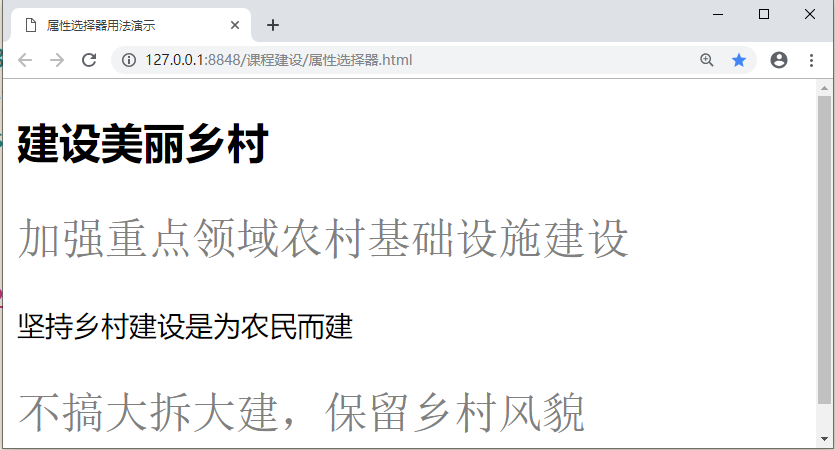 属性选择器用法演示
127.0.0.1:8848/课程建设/属性选择器.html
建设美丽乡村
加强重点领域农村基础设施建设
坚持乡村建设是为农民而建
不搞大拆大建，保留乡村风貌